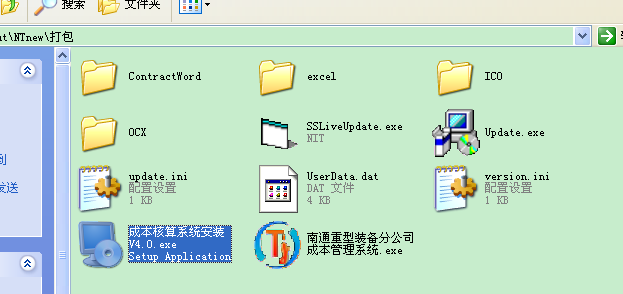 搜索 文件夹
nt\NTnew\打包
ContractWord
excel
ICO
OCX
SSLiveUpdate.exe
NIT
Update.exe
到
发送
update.ini
配置设置
1 KB
UserData.dat
DAT 文件
4 KB
version.ini
配置设置
1 KB
成本核算系统安装
V4.0.exe
Setup Application
南通重型装备分公司
成本管理系统.exe